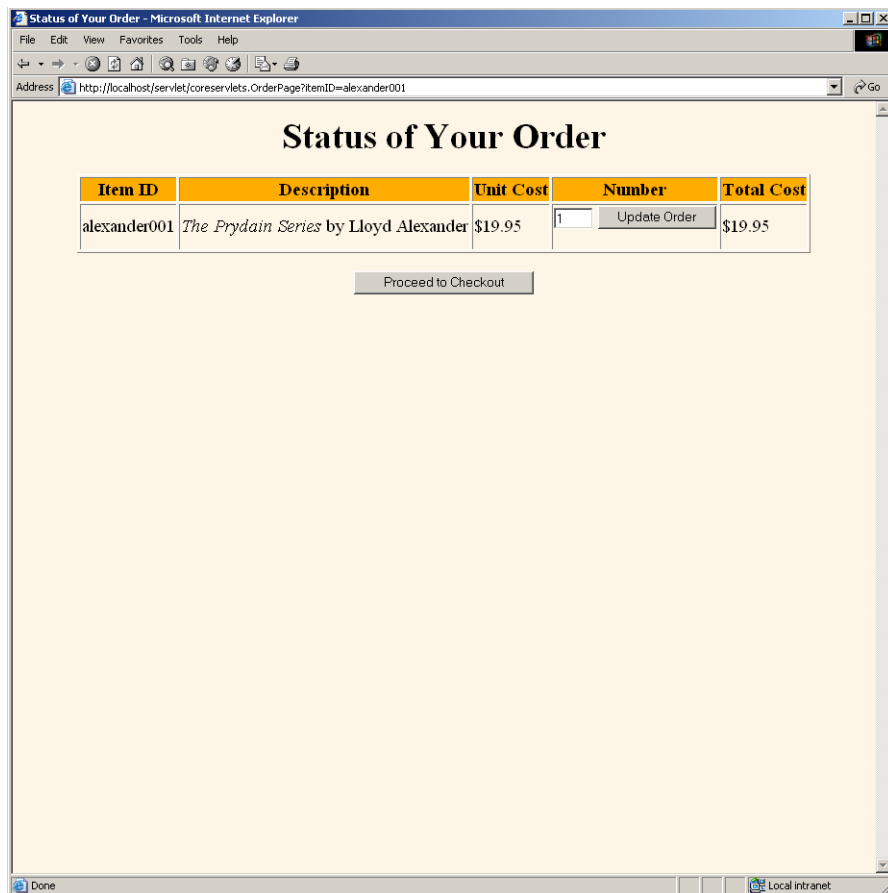 Status of Your Order - Microsoft Internet Explorer
File Edit View Favorites Tools Help
Address http://localhost/servlet/coreservlets.OrderPage?itemID=alexander001 Go
Status of Your Order
Item ID Description Unit Cost Number Total Cost
alexander001 The Prydain Series by Lloyd Alexander $19.95 1 Update Order $19.95
Proceed to Checkout
Done Local intranet